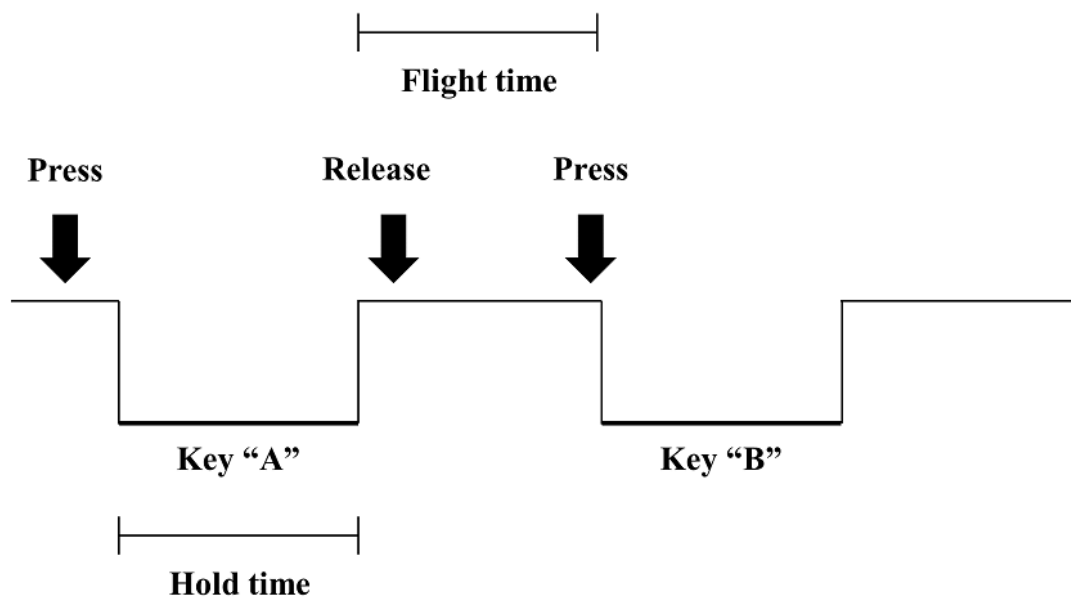 Flight time
Press
Release
Press
Key “A”
Key “B”
Hold time